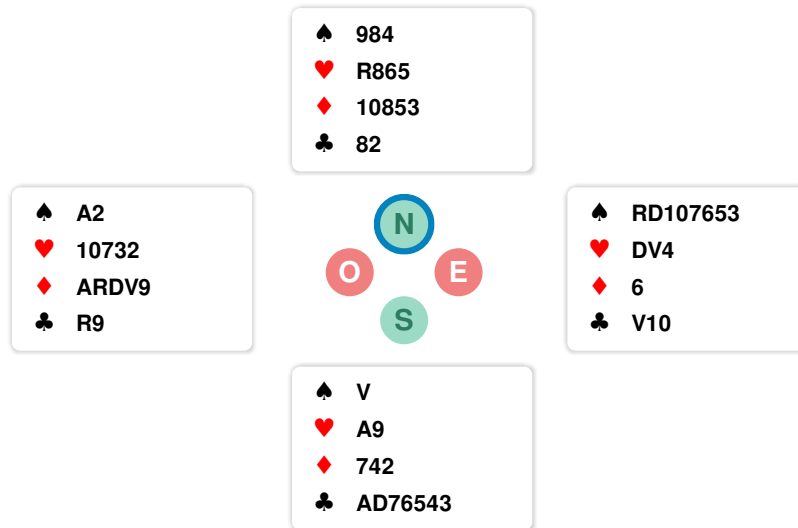 ♠ 984
♥ R865
♦ 10853
♣ 82
♠ A2
♥ 10732
♦ ARDV9
♣ R9
N
O E
S
♠ RD107653
♥ DV4
♦ 6
♣ V10
♠ V
♥ A9
♦ 742
♣ AD76543